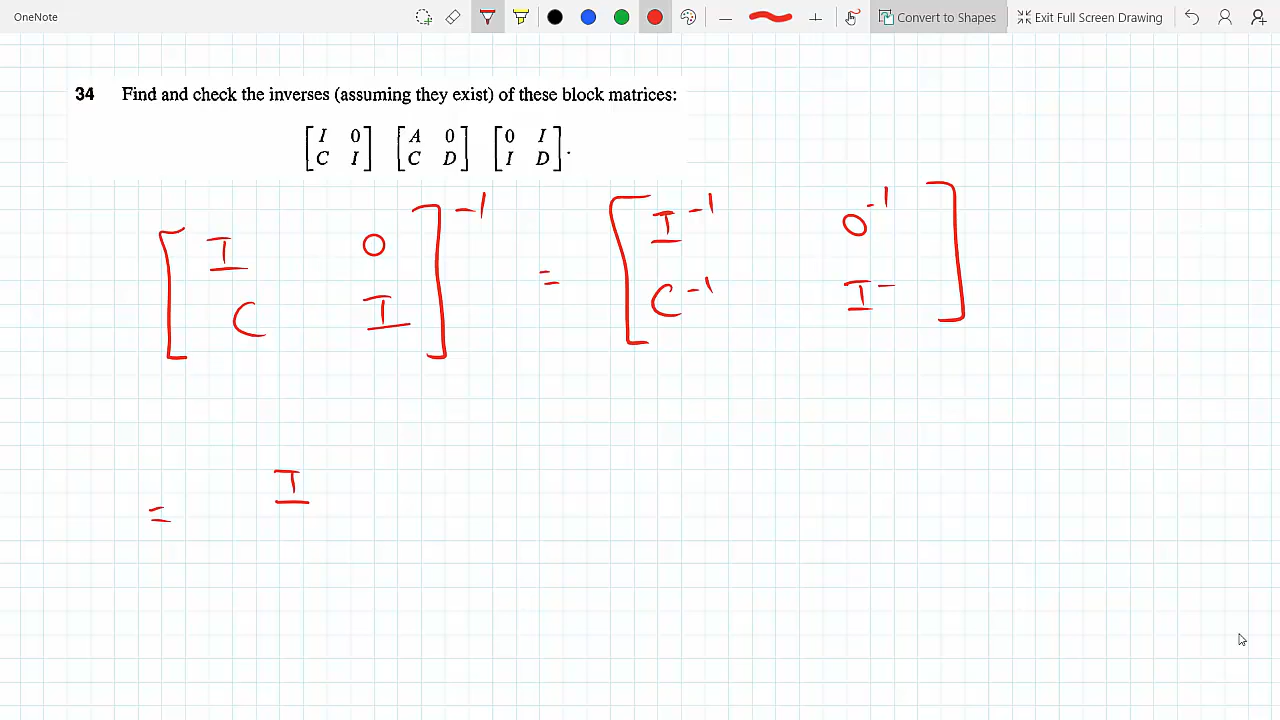 OneNote
Convert to Shapes
Exit Full Screen Drawing
34 Find and check the inverses (assuming they exist) of these block matrices:
[I 0] [A 0] [0 I]
[C I] [C D] [I D].
[I 0]⁻¹ = [I⁻¹ 0⁻¹]
[C I] [C⁻¹ I⁻]
= I